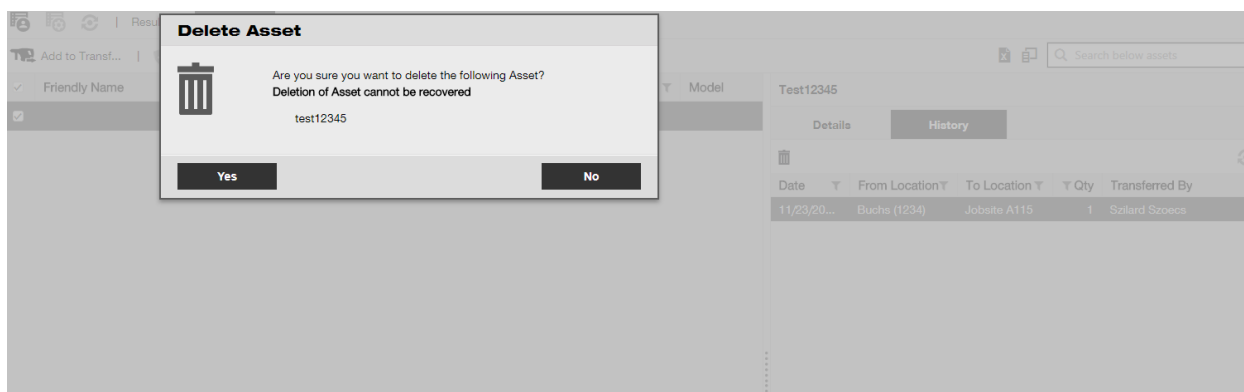 Delete Asset
Are you sure you want to delete the following Asset?
Deletion of Asset cannot be recovered
test12345
Yes
No
| Resu
Add to Transf... |
Search below assets
Friendly Name
Model
Test12345
Details
History
Date
From Location
To Location
Qty
Transferred By
11/23/20...
Buchs (1234)
Jobsite A115
1
Szilard Szoecs